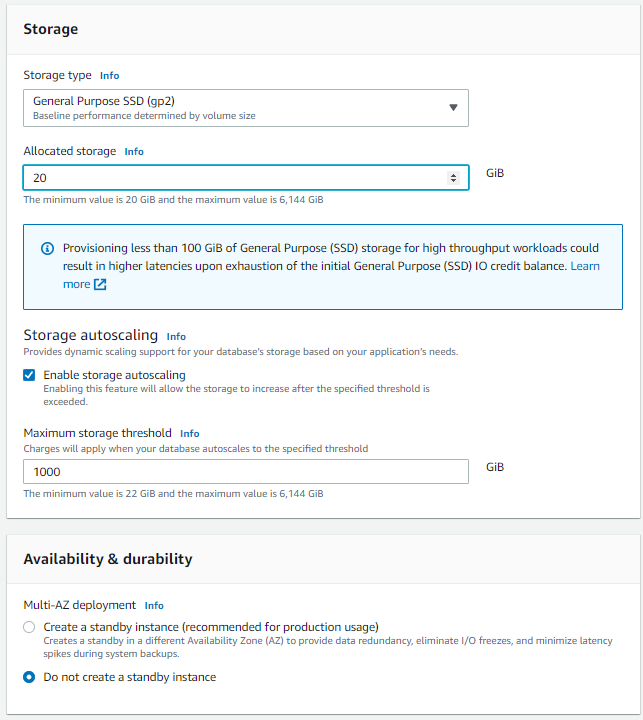 Storage
Storage type Info
General Purpose SSD (gp2)
Baseline performance determined by volume size
Allocated storage Info
20
GiB
The minimum value is 20 GiB and the maximum value is 6,144 GiB
Provisioning less than 100 GiB of General Purpose (SSD) storage for high throughput workloads could
result in higher latencies upon exhaustion of the initial General Purpose (SSD) IO credit balance. Learn
more
Storage autoscaling Info
Provides dynamic scaling support for your database's storage based on your application's needs.
Enable storage autoscaling
Enabling this feature will allow the storage to increase after the specified threshold is
exceeded.
Maximum storage threshold Info
Charges will apply when your database autoscales to the specified threshold
1000
GiB
The minimum value is 22 GiB and the maximum value is 6,144 GiB
Availability & durability
Multi-AZ deployment Info
Create a standby instance (recommended for production usage)
Creates a standby in a different Availability Zone (AZ) to provide data redundancy, eliminate I/O freezes, and minimize latency
spikes during system backups.
Do not create a standby instance